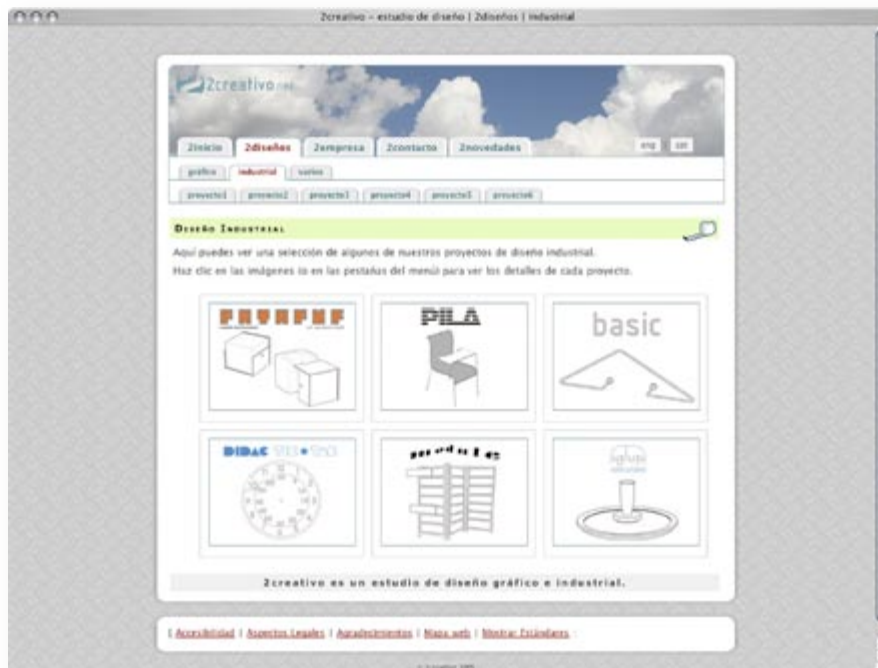 2creativo – estudio de diseño | 2diseños | industrial
2creativo
2inicio 2diseños 2empresa 2contacto 2novedades eng
gráfico industrial varios
proyecto1 proyecto2 proyecto3 proyecto4 proyecto5 proyecto6
Diseño Industrial
Aquí puedes ver una selección de algunos de nuestros proyectos de diseño industrial.
Haz clic en las imágenes (o en las pestañas del menú) para ver los detalles de cada proyecto.
PILA
basic
DIDAC
2creativo es un estudio de diseño gráfico e industrial.
[ Accesibilidad | Aspectos Legales | Agradecimientos | Mapa web | Mostrar Estándares